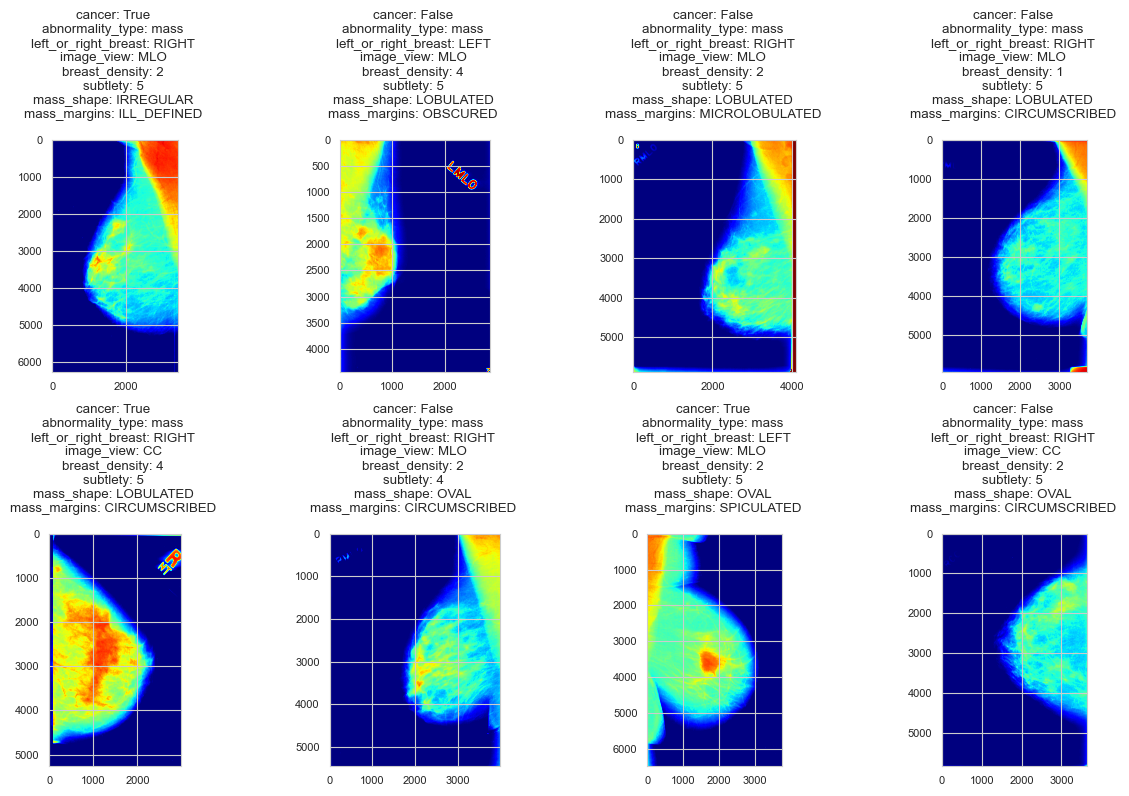 cancer: True
abnormality_type: mass
left_or_right_breast: RIGHT
image_view: MLO
breast_density: 2
subtlety: 5
mass_shape: IRREGULAR
mass_margins: ILL_DEFINED
0
1000
2000
3000
4000
5000
6000
0
2000
cancer: False
abnormality_type: mass
left_or_right_breast: LEFT
image_view: MLO
breast_density: 4
subtlety: 5
mass_shape: LOBULATED
mass_margins: OBSCURED
0
500
1000
1500
2000
2500
3000
3500
4000
LMLO
0
1000
2000
cancer: False
abnormality_type: mass
left_or_right_breast: RIGHT
image_view: MLO
breast_density: 2
subtlety: 5
mass_shape: LOBULATED
mass_margins: MICROLOBULATED
0
1000
2000
3000
4000
5000
0
2000
4000
cancer: False
abnormality_type: mass
left_or_right_breast: RIGHT
image_view: MLO
breast_density: 1
subtlety: 5
mass_shape: LOBULATED
mass_margins: CIRCUMSCRIBED
0
1000
2000
3000
4000
5000
0
1000
2000
3000
cancer: True
abnormality_type: mass
left_or_right_breast: RIGHT
image_view: CC
breast_density: 4
subtlety: 5
mass_shape: LOBULATED
mass_margins: CIRCUMSCRIBED
0
1000
2000
3000
4000
5000
0
1000
2000
cancer: False
abnormality_type: mass
left_or_right_breast: RIGHT
image_view: MLO
breast_density: 2
subtlety: 4
mass_shape: OVAL
mass_margins: CIRCUMSCRIBED
0
1000
2000
3000
4000
5000
0
1000
2000
3000
cancer: True
abnormality_type: mass
left_or_right_breast: LEFT
image_view: MLO
breast_density: 2
subtlety: 5
mass_shape: OVAL
mass_margins: SPICULATED
0
1000
2000
3000
4000
5000
6000
0
1000
2000
3000
cancer: False
abnormality_type: mass
left_or_right_breast: RIGHT
image_view: CC
breast_density: 2
subtlety: 5
mass_shape: OVAL
mass_margins: CIRCUMSCRIBED
0
1000
2000
3000
4000
5000
0
1000
2000
3000